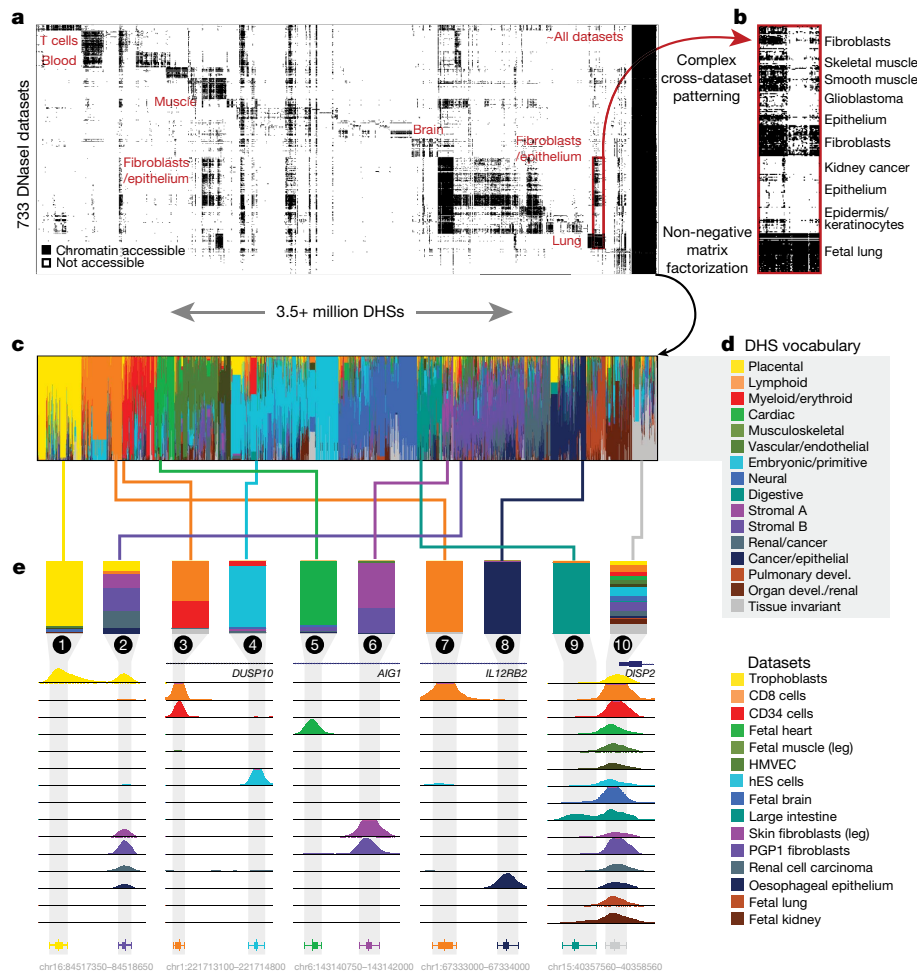 a
b
T cells
Blood
Muscle
Fibroblasts
/epithelium
Brain
~All datasets
Fibroblasts
/epithelium
Lung
733 DNaseI datasets
Chromatin accessible
Not accessible
3.5+ million DHSs
Complex
cross-dataset
patterning
Non-negative
matrix
factorization
Fibroblasts
Skeletal muscle
Smooth muscle
Glioblastoma
Epithelium
Fibroblasts
Kidney cancer
Epithelium
Epidermis/
keratinocytes
Fetal lung
c
d DHS vocabulary
Placental
Lymphoid
Myeloid/erythroid
Cardiac
Musculoskeletal
Vascular/endothelial
Embryonic/primitive
Neural
Digestive
Stromal A
Stromal B
Renal/cancer
Cancer/epithelial
Pulmonary devel.
Organ devel./renal
Tissue invariant
e
1 2 3 4 5 6 7 8 9 10
DUSP10 AIG1 IL12RB2 DISP2
Datasets
Trophoblasts
CD8 cells
CD34 cells
Fetal heart
Fetal muscle (leg)
HMVEC
hES cells
Fetal brain
Large intestine
Skin fibroblasts (leg)
PGP1 fibroblasts
Renal cell carcinoma
Oesophageal epithelium
Fetal lung
Fetal kidney
chr16:84517350–84518650 chr1:221713100–221714800 chr6:143140750–143142000 chr1:67333000–67334000 chr15:40357560–40358560